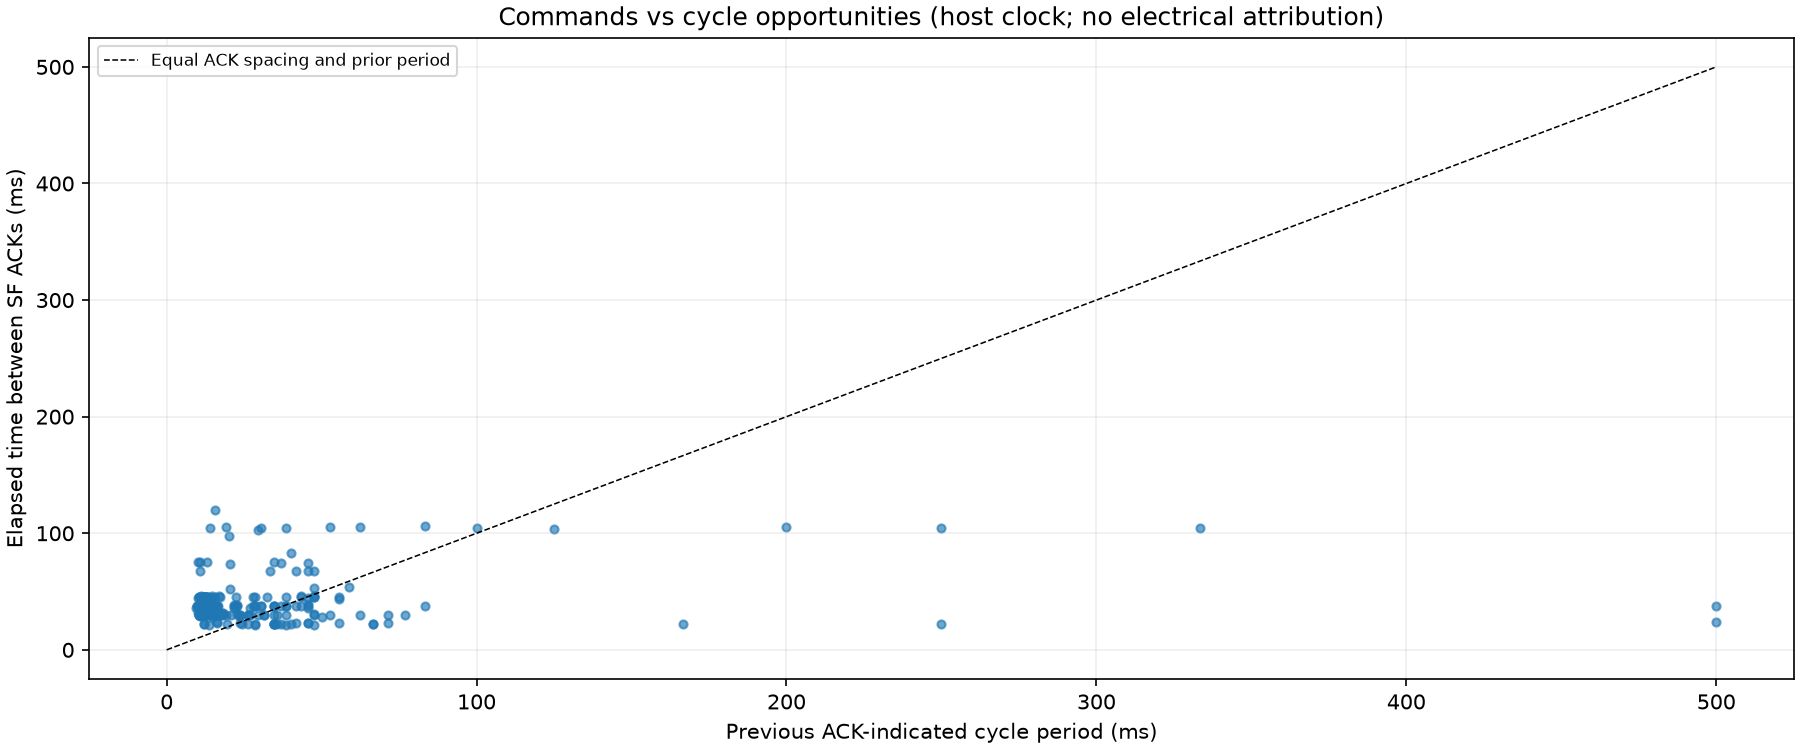 Commands vs cycle opportunities (host clock; no electrical attribution)
Equal ACK spacing and prior period
Elapsed time between SF ACKs (ms)
500
400
300
200
100
0
0 100 200 300 400 500
Previous ACK-indicated cycle period (ms)